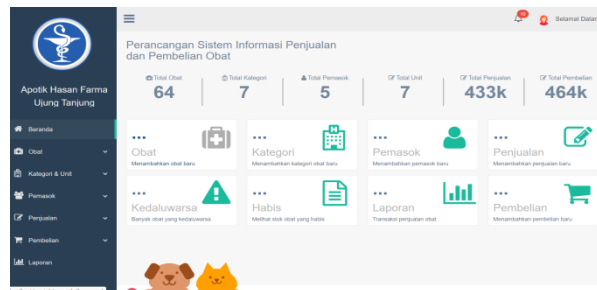 10
Selamat Datan
Perancangan Sistem Informasi Penjualan
dan Pembelian Obat
Apotik Hasan Farma
Ujung Tanjung
Total Obat
64
Total Kategori
7
Total Pemasok
5
Total Unit
7
Total Penjualan
433k
Total Pembelian
464k
Beranda
Obat
Kategori & Unit
Pemasok
Penjualan
Pembelian
Laporan
...
Obat
Menambahkan obat baru
...
Kategori
Menambahkan kategori obat baru
...
Pemasok
Menambahkan pemasok baru
...
Penjualan
Menambahkan penjualan baru
...
Kedaluwarsa
Banyak obat yang kedaluwarsa
...
Habis
Melihat stok obat yang habis
...
Laporan
Transaksi penjualan obat
...
Pembelian
Menambahkan pembelian baru